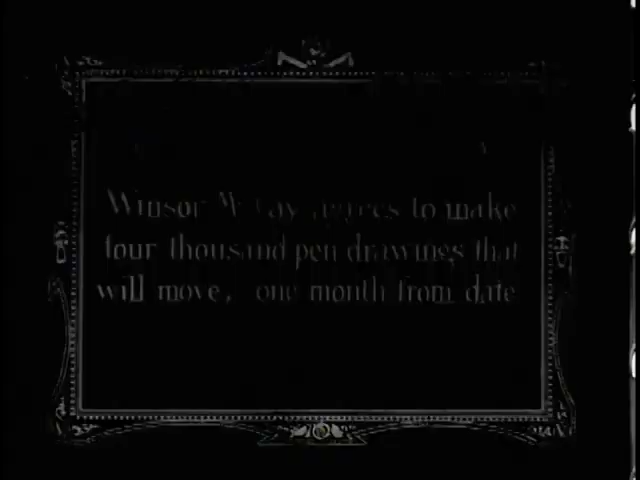 Winsor McCay agrees to make
four thousand pen drawings that
will move, one month from date